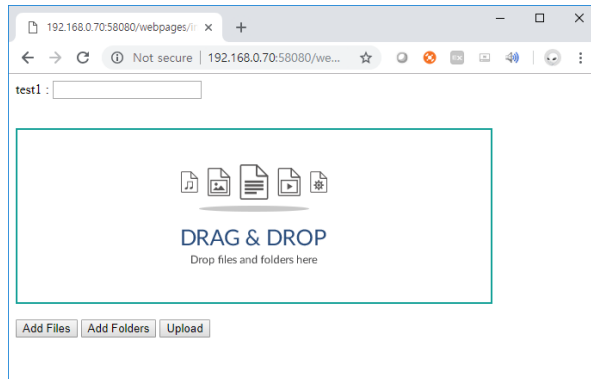 192.168.0.70:58080/webpages/i
Not secure | 192.168.0.70:58080/we...
test1 :
DRAG & DROP
Drop files and folders here
Add Files Add Folders Upload